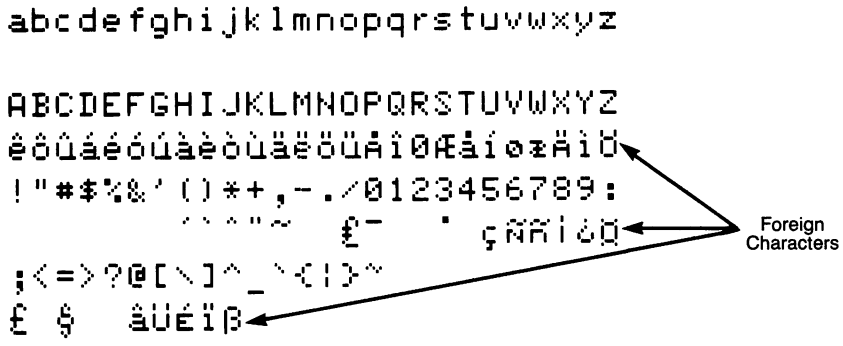 abcdefghijklmnopqrstuvwxyz
ABCDEFGHIJKLMNOPQRSTUVWXYZ
êôûáéóúàèòùäëöüÅîØÆåíøæÄìÖ
!"#$%&'()*+,-./0123456789:
´`^¨~ £¯ ° çÑñ¡¿¤
;<=>?@[\]^_`{|}~
£ § âÜÉïß
Foreign
Characters